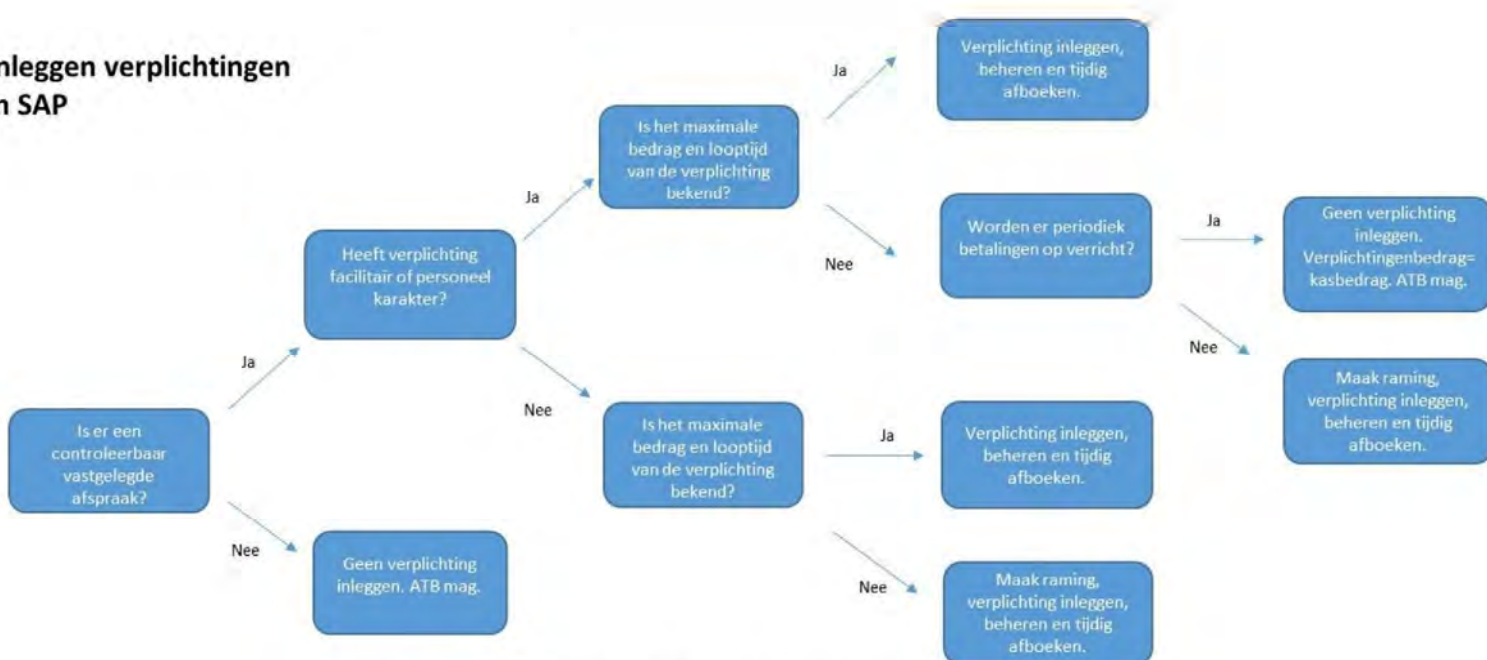 nleggen verplichtingen
n SAP
Is er een
controleerbaar
vastgelegde
afspraak?
Ja
Nee
Heeft verplichting
facilitair of personeel
karakter?
Geen verplichting
inleggen. ATB mag.
Ja
Nee
Is het maximale
bedrag en looptijd
van de verplichting
bekend?
Ja
Nee
Verplichting inleggen,
beheren en tijdig
afboeken.
Worden er periodiek
betalingen op verricht?
Ja
Nee
Geen verplichting
inleggen.
Verplichtingenbedrag=
kasbedrag. ATB mag.
Maak raming,
verplichting inleggen,
beheren en tijdig
afboeken.
Is het maximale
bedrag en looptijd
van de verplichting
bekend?
Ja
Nee
Verplichting inleggen,
beheren en tijdig
afboeken.
Maak raming,
verplichting inleggen,
beheren en tijdig
afboeken.